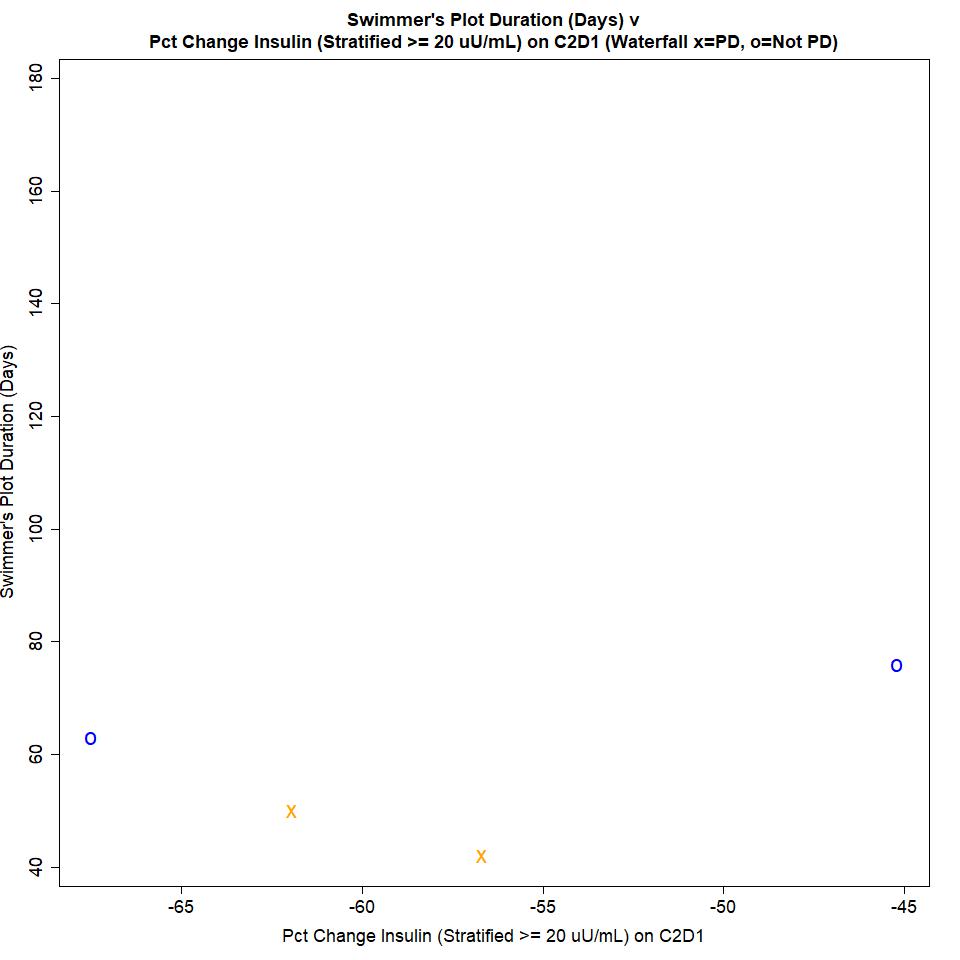 Swimmer's Plot Duration (Days) v
Pct Change Insulin (Stratified >= 20 uU/mL) on C2D1 (Waterfall x=PD, o=Not PD)
180
160
140
120
100
80
60
40
Swimmer's Plot Duration (Days)
o
o
x
x
-65
-60
-55
-50
-45
Pct Change Insulin (Stratified >= 20 uU/mL) on C2D1